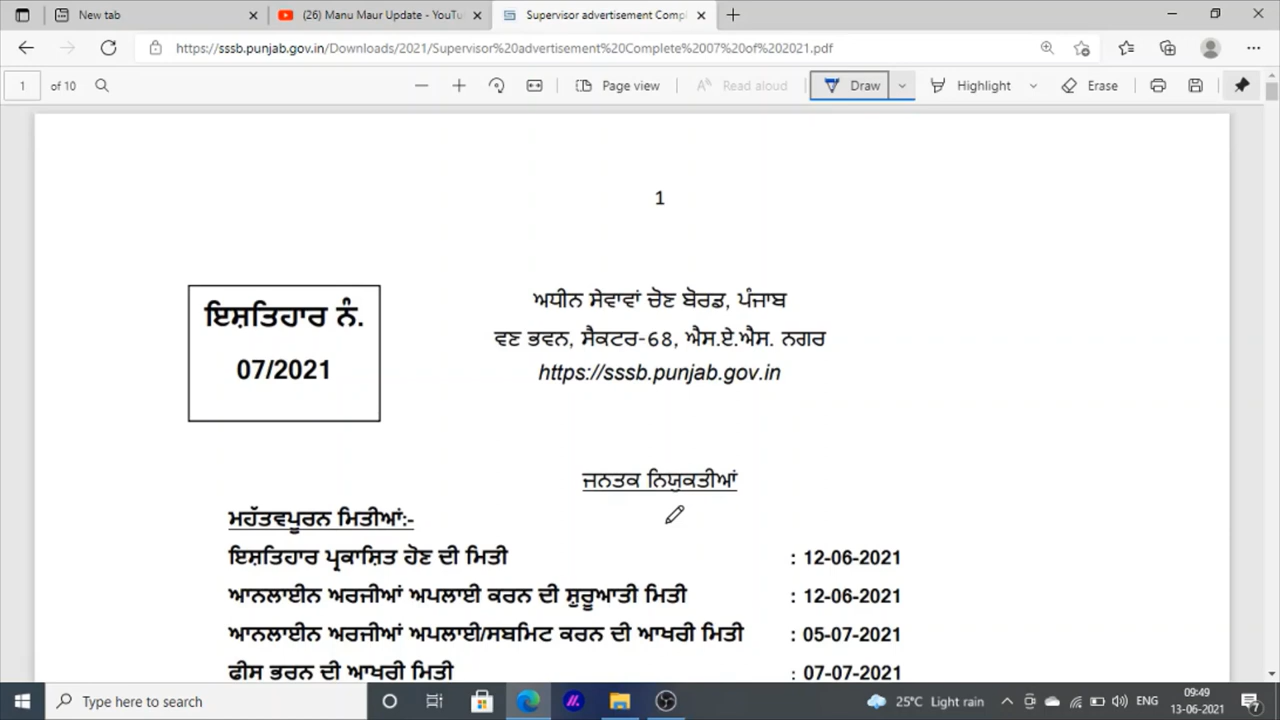 New tab
(26) Manu Maur Update - YouTu
Supervisor advertisement Compl
https://sssb.punjab.gov.in/Downloads/2021/Supervisor%20advertisement%20Complete%2007%20of%202021.pdf
1 of 10
Page view
Read aloud
Draw
Highlight
Erase
1
ਇਸ਼ਤਿਹਾਰ ਨੰ.
07/2021
ਅਧੀਨ ਸੇਵਾਵਾਂ ਚੋਣ ਬੋਰਡ, ਪੰਜਾਬ
ਵਣ ਭਵਨ, ਸੈਕਟਰ-68, ਐਸ.ਏ.ਐਸ. ਨਗਰ
https://sssb.punjab.gov.in
ਜਨਤਕ ਨਿਯੁਕਤੀਆਂ
ਮਹੱਤਵਪੂਰਨ ਮਿਤੀਆਂ:-
ਇਸ਼ਤਿਹਾਰ ਪ੍ਰਕਾਸ਼ਿਤ ਹੋਣ ਦੀ ਮਿਤੀ : 12-06-2021
ਆਨਲਾਈਨ ਅਰਜੀਆਂ ਅਪਲਾਈ ਕਰਨ ਦੀ ਸ਼ੁਰੂਆਤੀ ਮਿਤੀ : 12-06-2021
ਆਨਲਾਈਨ ਅਰਜੀਆਂ ਅਪਲਾਈ/ਸਬਮਿਟ ਕਰਨ ਦੀ ਆਖਰੀ ਮਿਤੀ : 05-07-2021
ਫੀਸ ਭਰਨ ਦੀ ਆਖਰੀ ਮਿਤੀ : 07-07-2021
Type here to search
25°C Light rain
ENG
09:49
13-06-2021
7